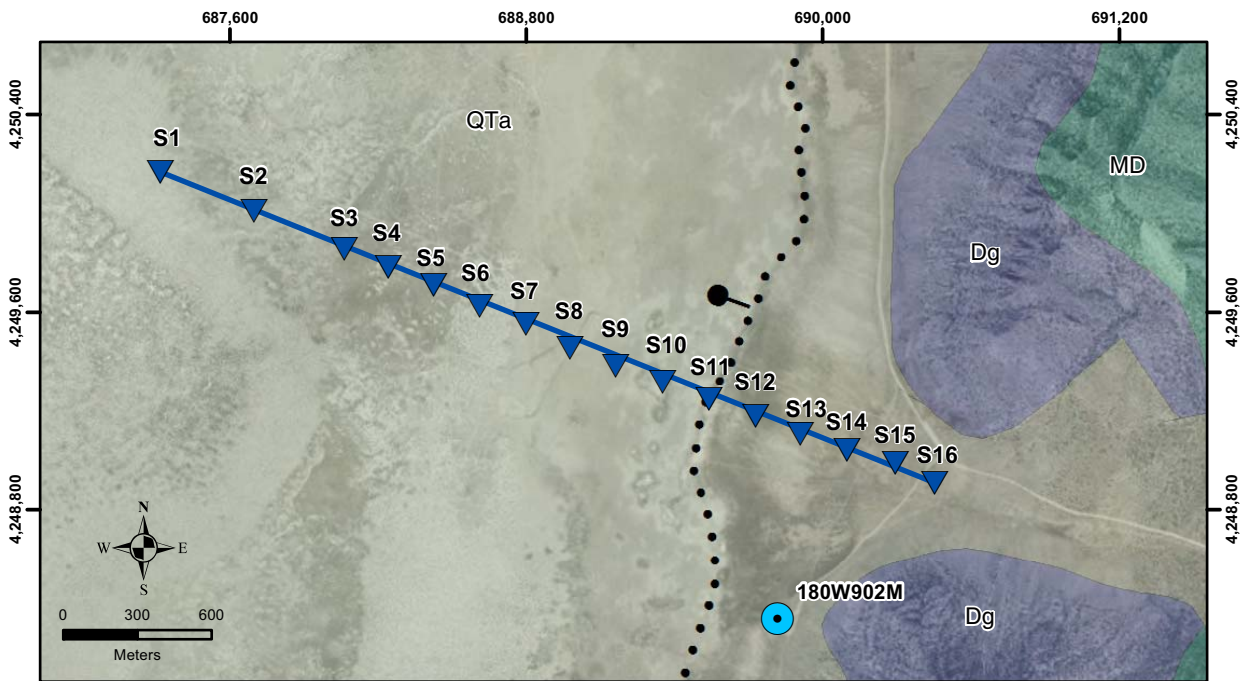 687,600 688,800 690,000 691,200
4,250,400
4,249,600
4,248,800
4,250,400
4,249,600
4,248,800
QTa
MD
Dg
S1
S2
S3
S4
S5
S6
S7
S8
S9
S10
S11
S12
S13
S14
S15
S16
180W902M
Dg
N
W E
S
0 300 600
Meters